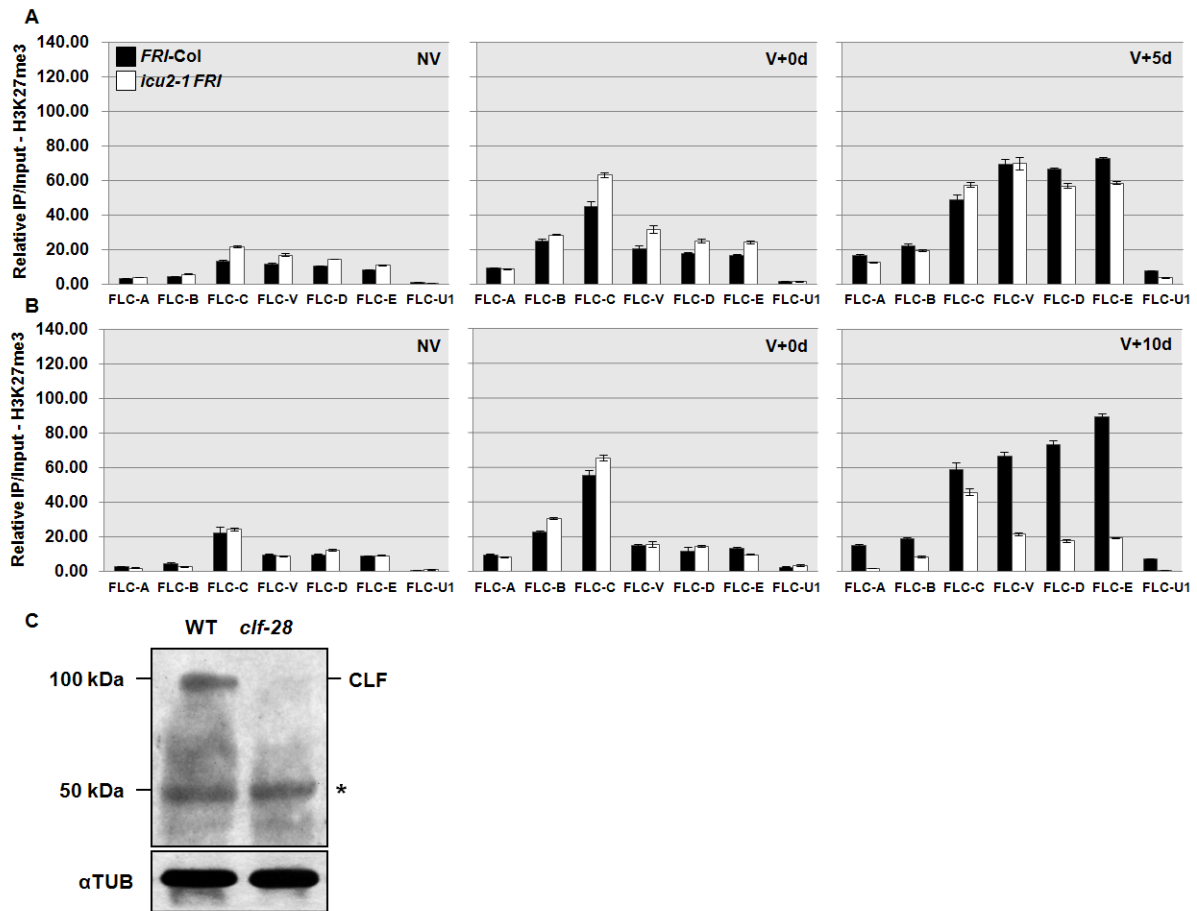 A
Relative IP/Input - H3K27me3
140.00
120.00
100.00
80.00
60.00
40.00
20.00
0.00
FRI-Col
icu2-1 FRI
NV
FLC-A FLC-B FLC-C FLC-V FLC-D FLC-E FLC-U1
V+0d
FLC-A FLC-B FLC-C FLC-V FLC-D FLC-E FLC-U1
V+5d
FLC-A FLC-B FLC-C FLC-V FLC-D FLC-E FLC-U1
B
Relative IP/Input - H3K27me3
140.00
120.00
100.00
80.00
60.00
40.00
20.00
0.00
NV
FLC-A FLC-B FLC-C FLC-V FLC-D FLC-E FLC-U1
V+0d
FLC-A FLC-B FLC-C FLC-V FLC-D FLC-E FLC-U1
V+10d
FLC-A FLC-B FLC-C FLC-V FLC-D FLC-E FLC-U1
C
WT clf-28
100 kDa CLF
50 kDa *
αTUB